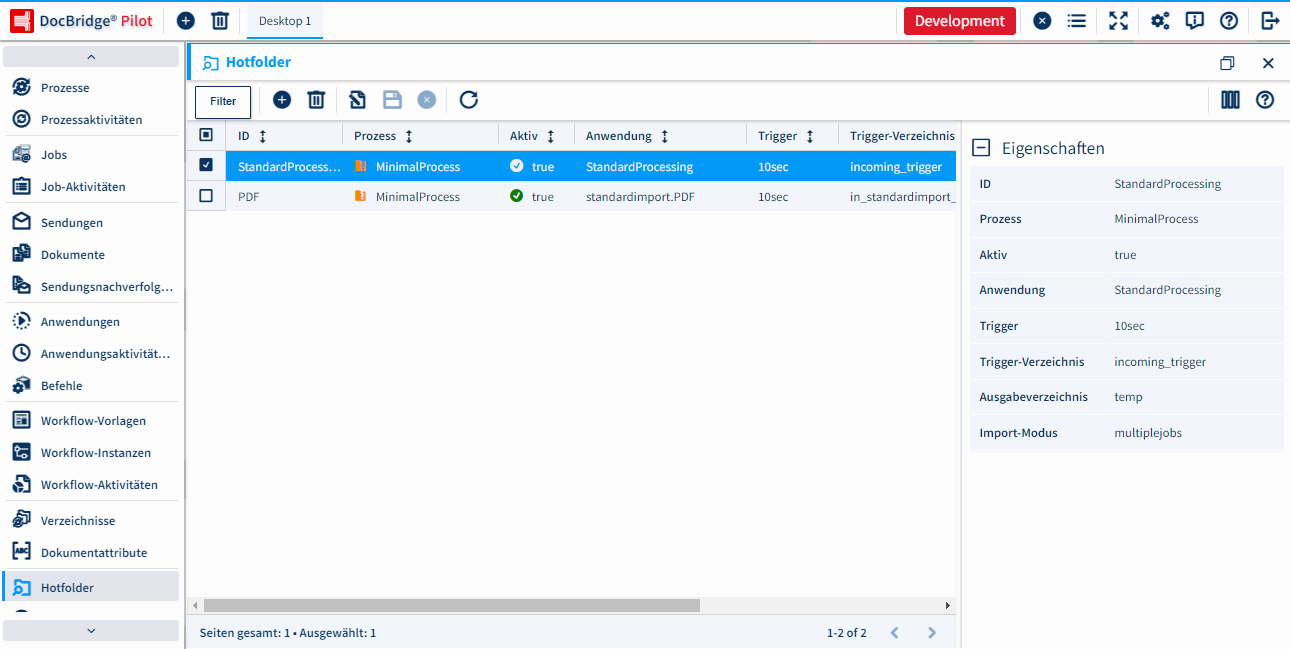 DocBridge® Pilot
Desktop 1
Development
Prozesse
Prozessaktivitäten
Jobs
Job-Aktivitäten
Sendungen
Dokumente
Sendungsnachverfolg...
Anwendungen
Anwendungsaktivität...
Befehle
Workflow-Vorlagen
Workflow-Instanzen
Workflow-Aktivitäten
Verzeichnisse
ABC Dokumentattribute
Hotfolder
Hotfolder
Filter
ID Prozess Aktiv Anwendung Trigger Trigger-Verzeichnis
StandardProcess... MinimalProcess true StandardProcessing 10sec incoming_trigger
PDF MinimalProcess true standardimport.PDF 10sec in_standardimport_
Seiten gesamt: 1 • Ausgewählt: 1
1-2 of 2
Eigenschaften
ID StandardProcessing
Prozess MinimalProcess
Aktiv true
Anwendung StandardProcessing
Trigger 10sec
Trigger-Verzeichnis incoming_trigger
Ausgabeverzeichnis temp
Import-Modus multiplejobs